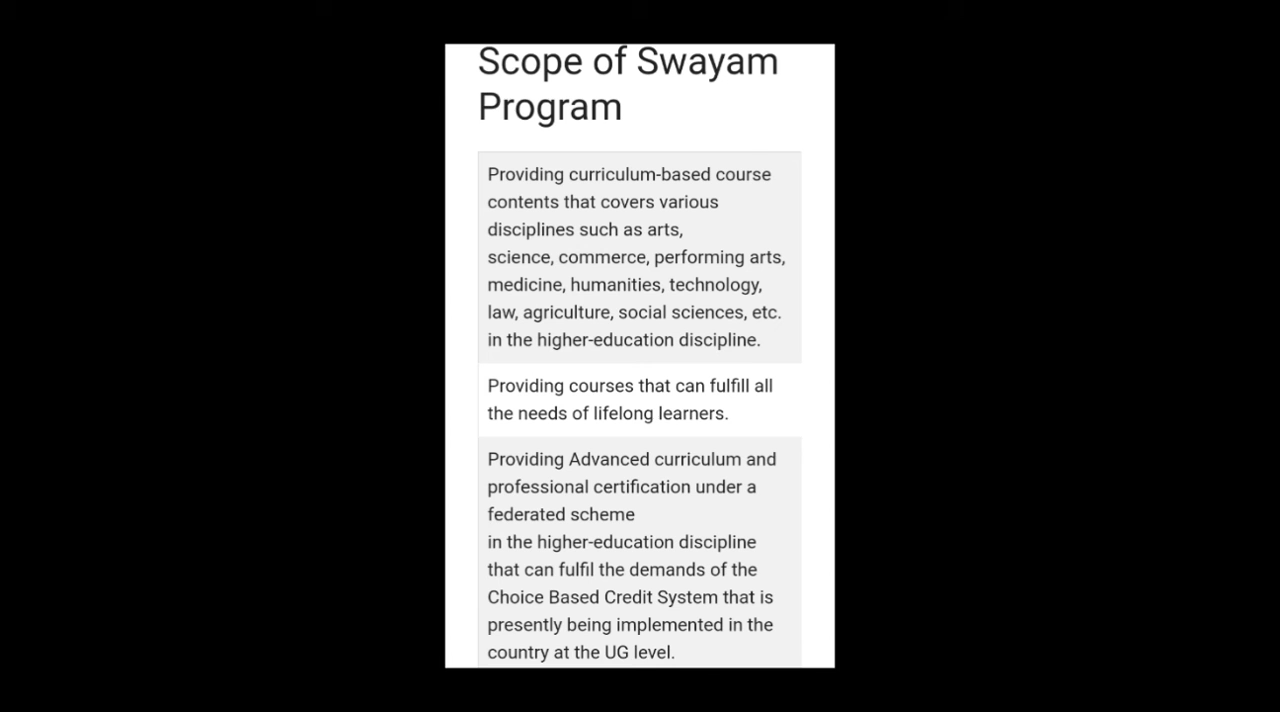 Scope of Swayam
Program
Providing curriculum-based course
contents that covers various
disciplines such as arts,
science, commerce, performing arts,
medicine, humanities, technology,
law, agriculture, social sciences, etc.
in the higher-education discipline.
Providing courses that can fulfill all
the needs of lifelong learners.
Providing Advanced curriculum and
professional certification under a
federated scheme
in the higher-education discipline
that can fulfil the demands of the
Choice Based Credit System that is
presently being implemented in the
country at the UG level.